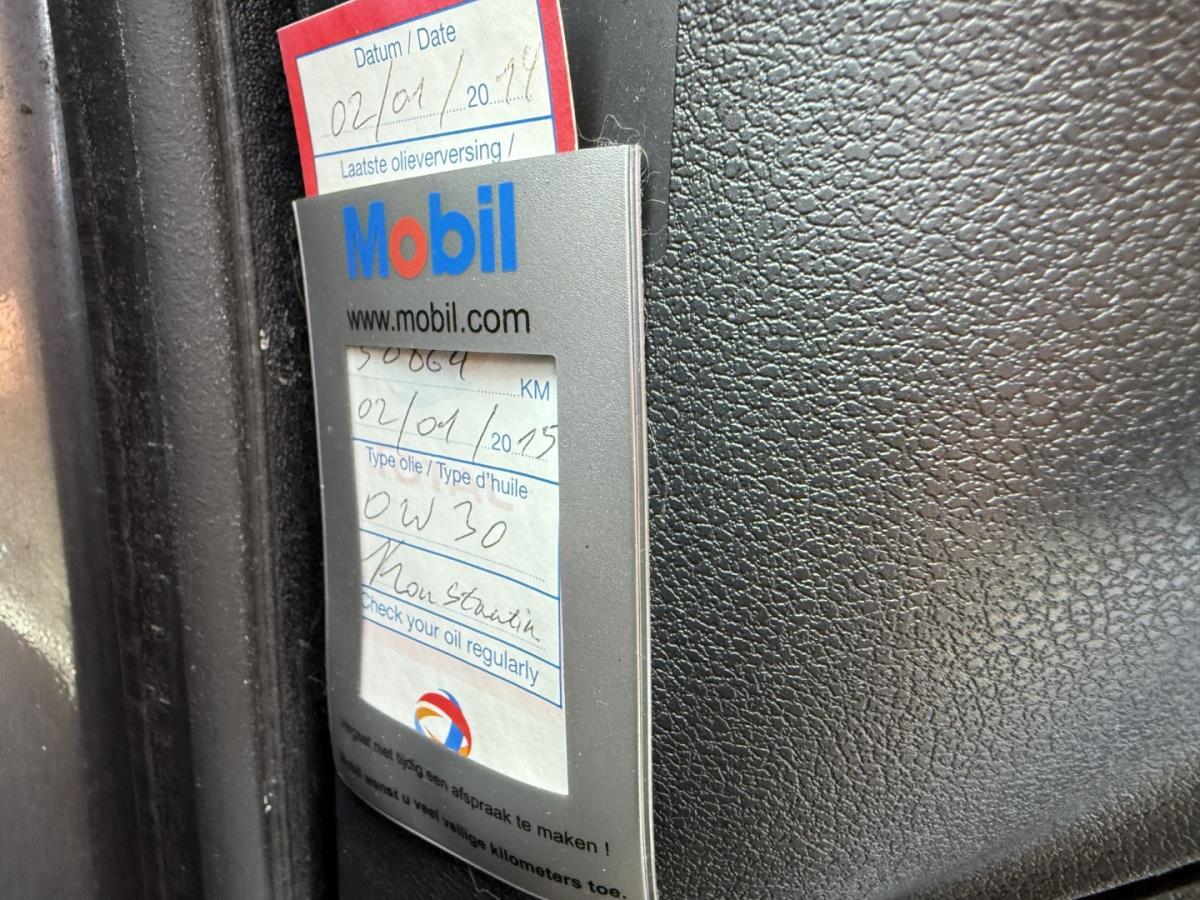 Datum / Date
02/01/2014
Laatste olieverversing /
Mobil
www.mobil.com
KM
02/01/2015
Type olie / Type d'huile
0W30
Check your oil regularly
Vergeet niet tijdig een afspraak te maken !
Mobil wenst u veel veilige kilometers toe.